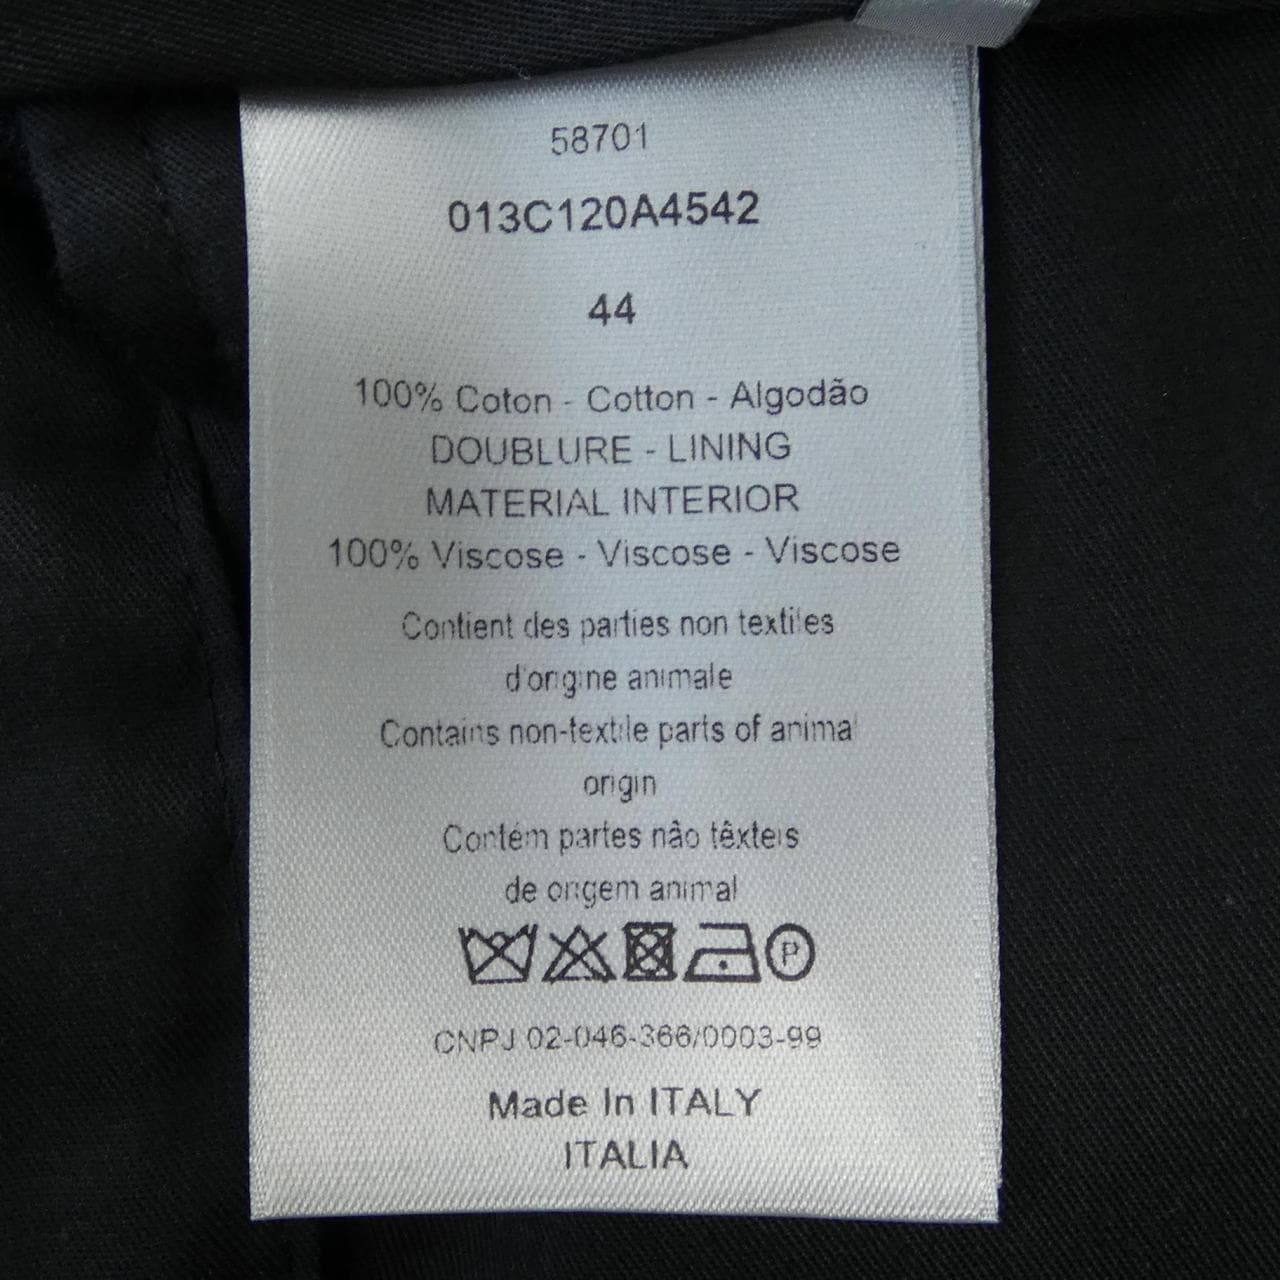 58701
013C120A4542
44
100% Coton - Cotton - Algodão
DOUBLURE - LINING
MATERIAL INTERIOR
100% Viscose - Viscose - Viscose
Contient des parties non textiles
d'origine animale
Contains non-textile parts of animal
origin
Contém partes não têxteis
de origem animal
P
CNPJ 02-046-366/0003-99
Made In ITALY
ITALIA